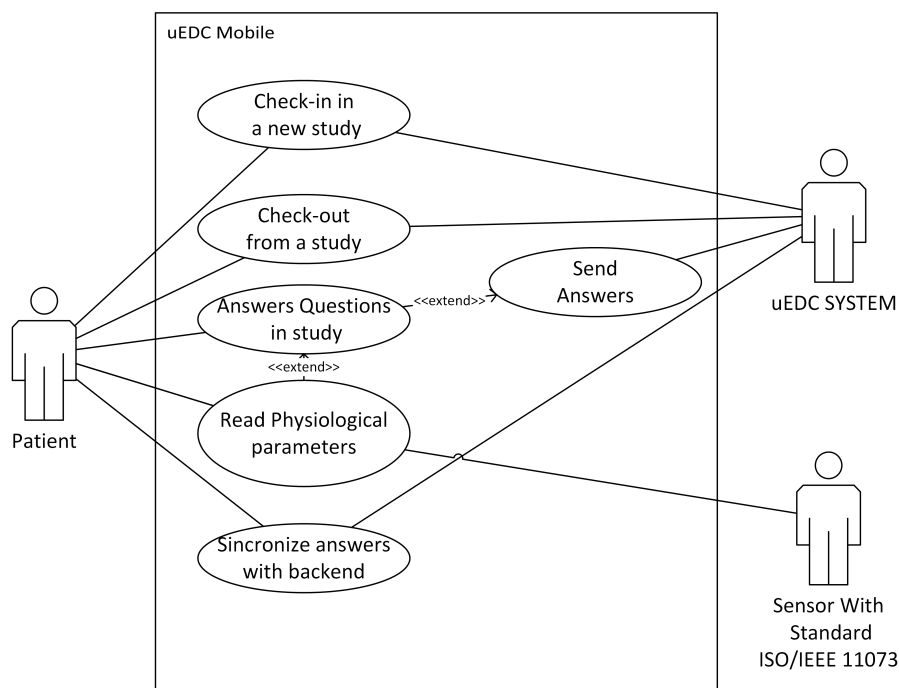 uEDC Mobile
Check-in in
a new study
Check-out
from a study
Send
Answers
uEDC SYSTEM
<<extend>>
Answers Questions
in study
<<extend>>
Read Physiological
parameters
Patient
Sincronize answers
with backend
Sensor With
Standard
ISO/IEEE 11073